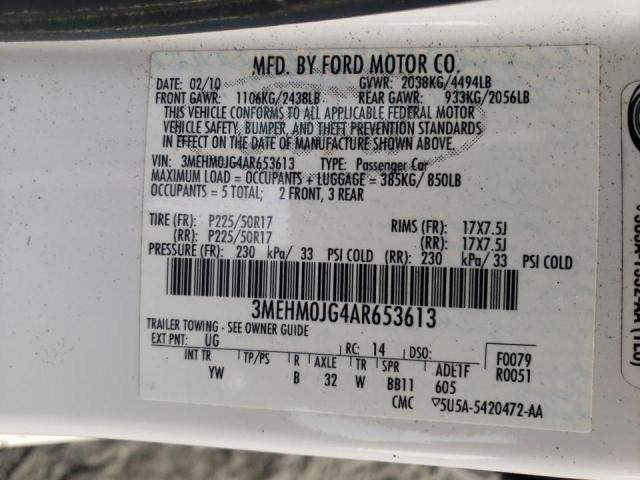 MFD. BY FORD MOTOR CO.
DATE: 02/10 GVWR: 2038KG/4494LB
FRONT GAWR: 1106KG/2438LB REAR GAWR: 933KG/2056LB
THIS VEHICLE CONFORMS TO ALL APPLICABLE FEDERAL MOTOR
VEHICLE SAFETY, BUMPER, AND THEFT PREVENTION STANDARDS
IN EFFECT ON THE DATE OF MANUFACTURE SHOWN ABOVE.
VIN: 3MEHM0JG4AR653613 TYPE: Passenger Car
MAXIMUM LOAD = OCCUPANTS + LUGGAGE = 385KG/ 850LB
OCCUPANTS = 5 TOTAL; 2 FRONT, 3 REAR
TIRE (FR): P225/50R17 RIMS (FR): 17X7.5J
(RR): P225/50R17 (RR): 17X7.5J
PRESSURE (FR): 230 kPa/ 33 PSI COLD (RR): 230 kPa/ 33 PSI COLD
3MEHM0JG4AR653613
TRAILER TOWING - SEE OWNER GUIDE
EXT PNT: UG RC: 14 DSO: F0079
INT TR TP/PS R AXLE TR SPR ADE1F R0051
YW B 32 W BB11 605
CMC ▽5U5A-5420472-AA